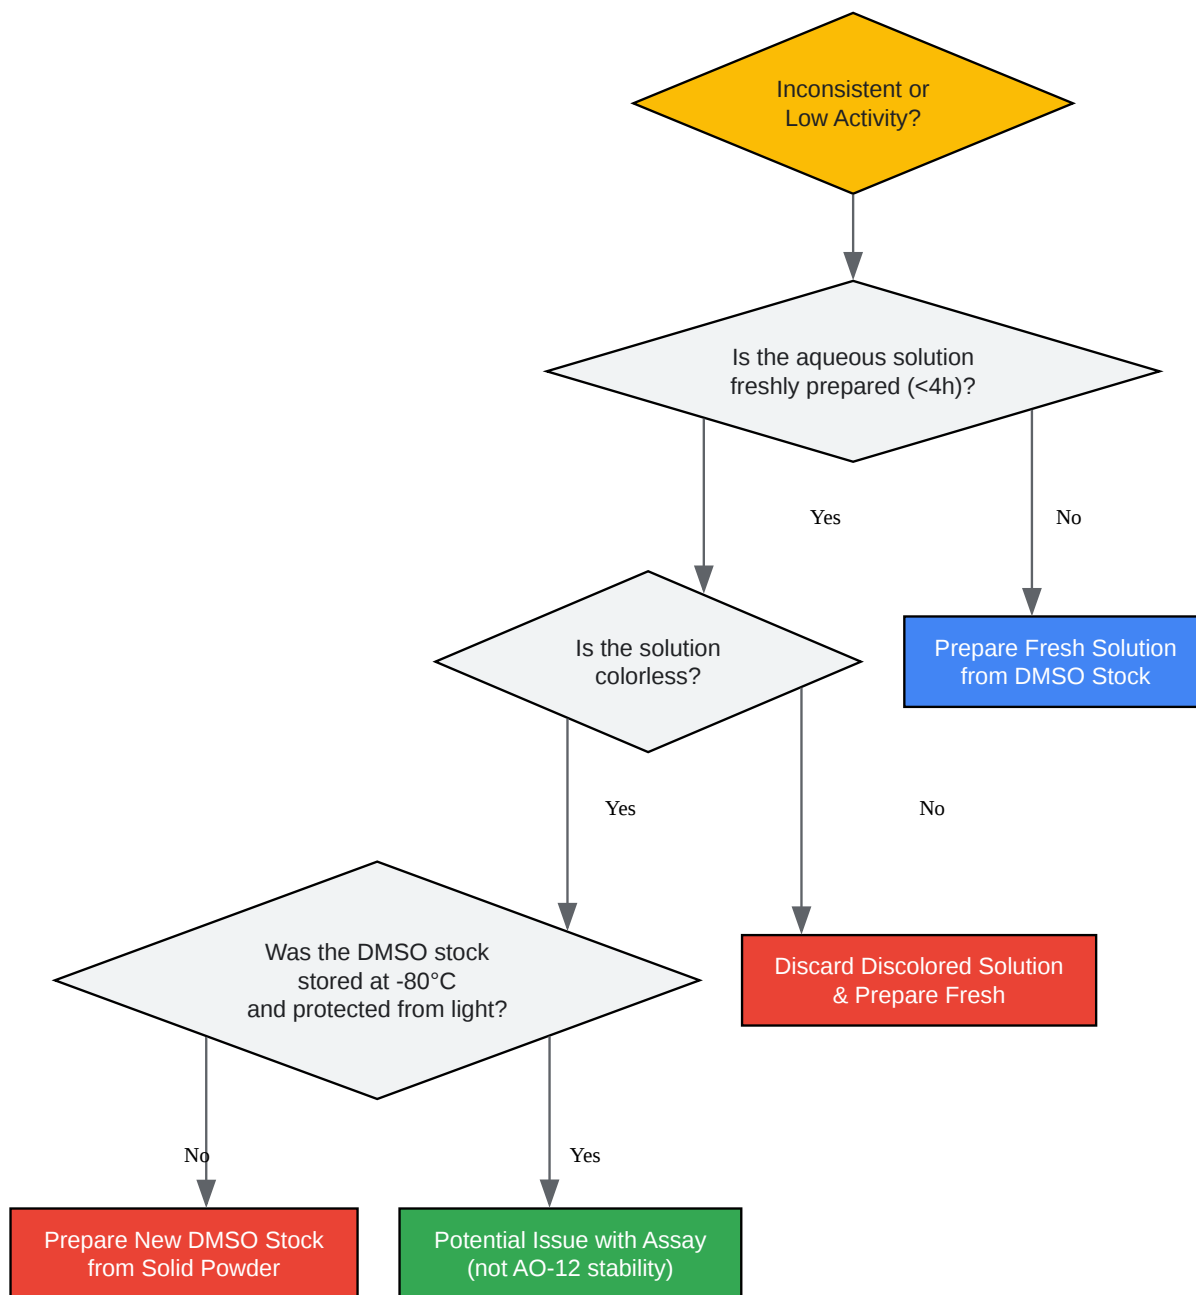 Inconsistent or
Low Activity?
Is the aqueous solution
freshly prepared (<4h)?
Yes
No
Is the solution
colorless?
Prepare Fresh Solution
from DMSO Stock
Yes
No
Was the DMSO stock
stored at -80°C
and protected from light?
Discard Discolored Solution
& Prepare Fresh
No
Yes
Prepare New DMSO Stock
from Solid Powder
Potential Issue with Assay
(not AO-12 stability)